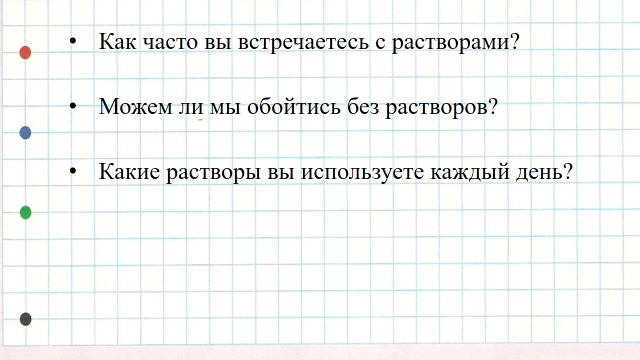 • Как часто вы встречаетесь с растворами?
• Можем ли мы обойтись без растворов?
• Какие растворы вы используете каждый день?